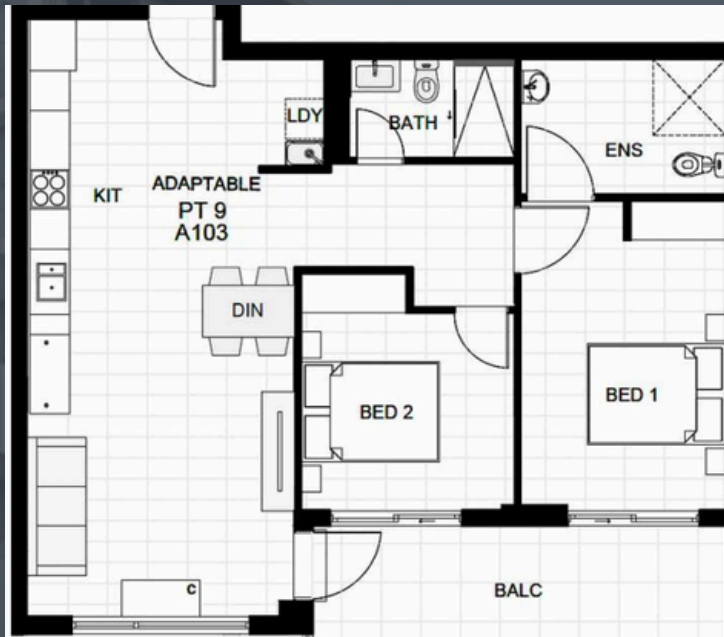 LDY
BATH
ENS
KIT
ADAPTABLE
PT 9
A103
DIN
BED 2
BED 1
C
BALC